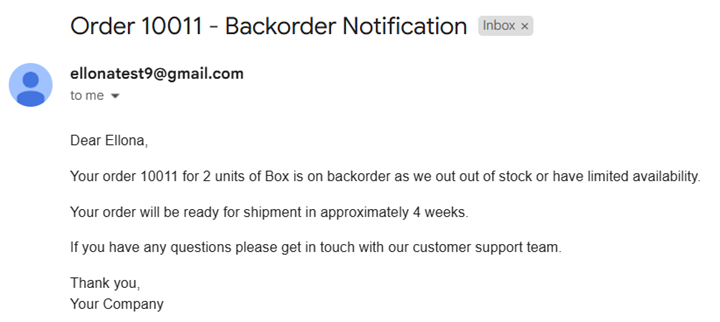 Order 10011 - Backorder Notification Inbox ×
ellonatest9@gmail.com
to me
Dear Ellona,
Your order 10011 for 2 units of Box is on backorder as we out out of stock or have limited availability.
Your order will be ready for shipment in approximately 4 weeks.
If you have any questions please get in touch with our customer support team.
Thank you,
Your Company